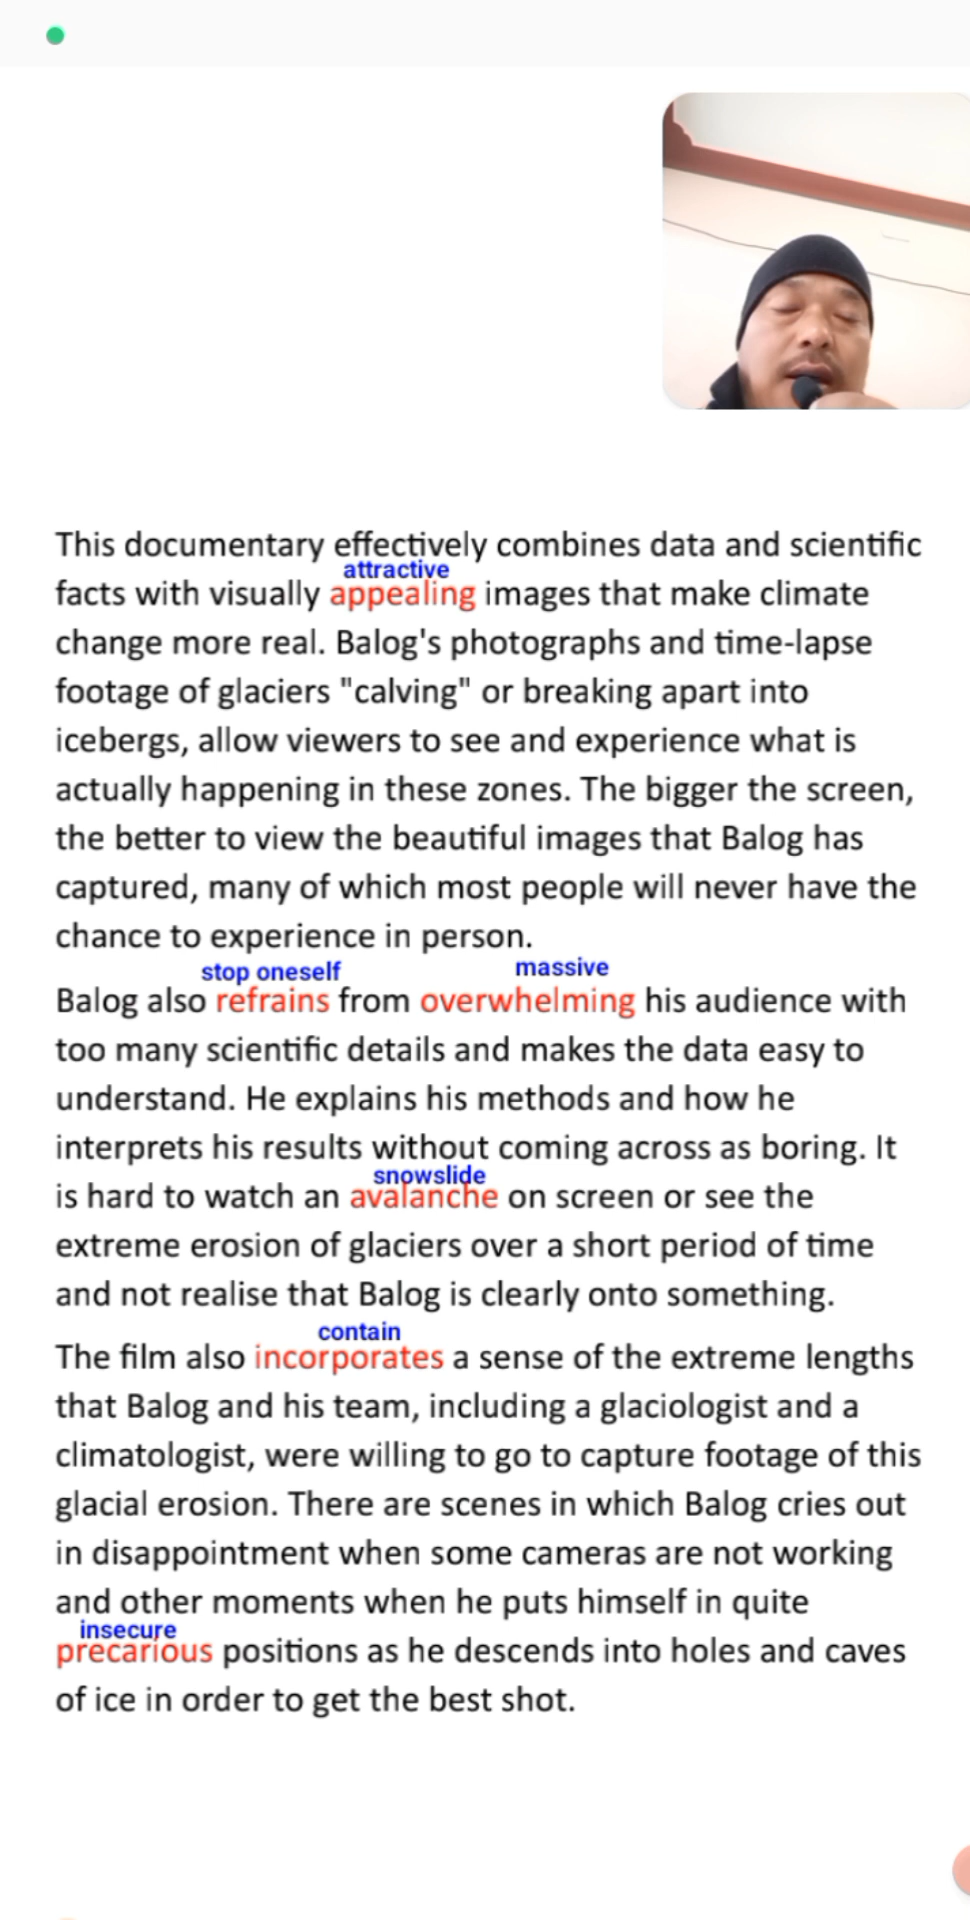 This documentary effectively combines data and scientific
attractive
facts with visually appealing images that make climate
change more real. Balog's photographs and time-lapse
footage of glaciers "calving" or breaking apart into
icebergs, allow viewers to see and experience what is
actually happening in these zones. The bigger the screen,
the better to view the beautiful images that Balog has
captured, many of which most people will never have the
chance to experience in person.
stop oneself massive
Balog also refrains from overwhelming his audience with
too many scientific details and makes the data easy to
understand. He explains his methods and how he
interprets his results without coming across as boring. It
snowslide
is hard to watch an avalanche on screen or see the
extreme erosion of glaciers over a short period of time
and not realise that Balog is clearly onto something.
contain
The film also incorporates a sense of the extreme lengths
that Balog and his team, including a glaciologist and a
climatologist, were willing to go to capture footage of this
glacial erosion. There are scenes in which Balog cries out
in disappointment when some cameras are not working
and other moments when he puts himself in quite
insecure
precarious positions as he descends into holes and caves
of ice in order to get the best shot.